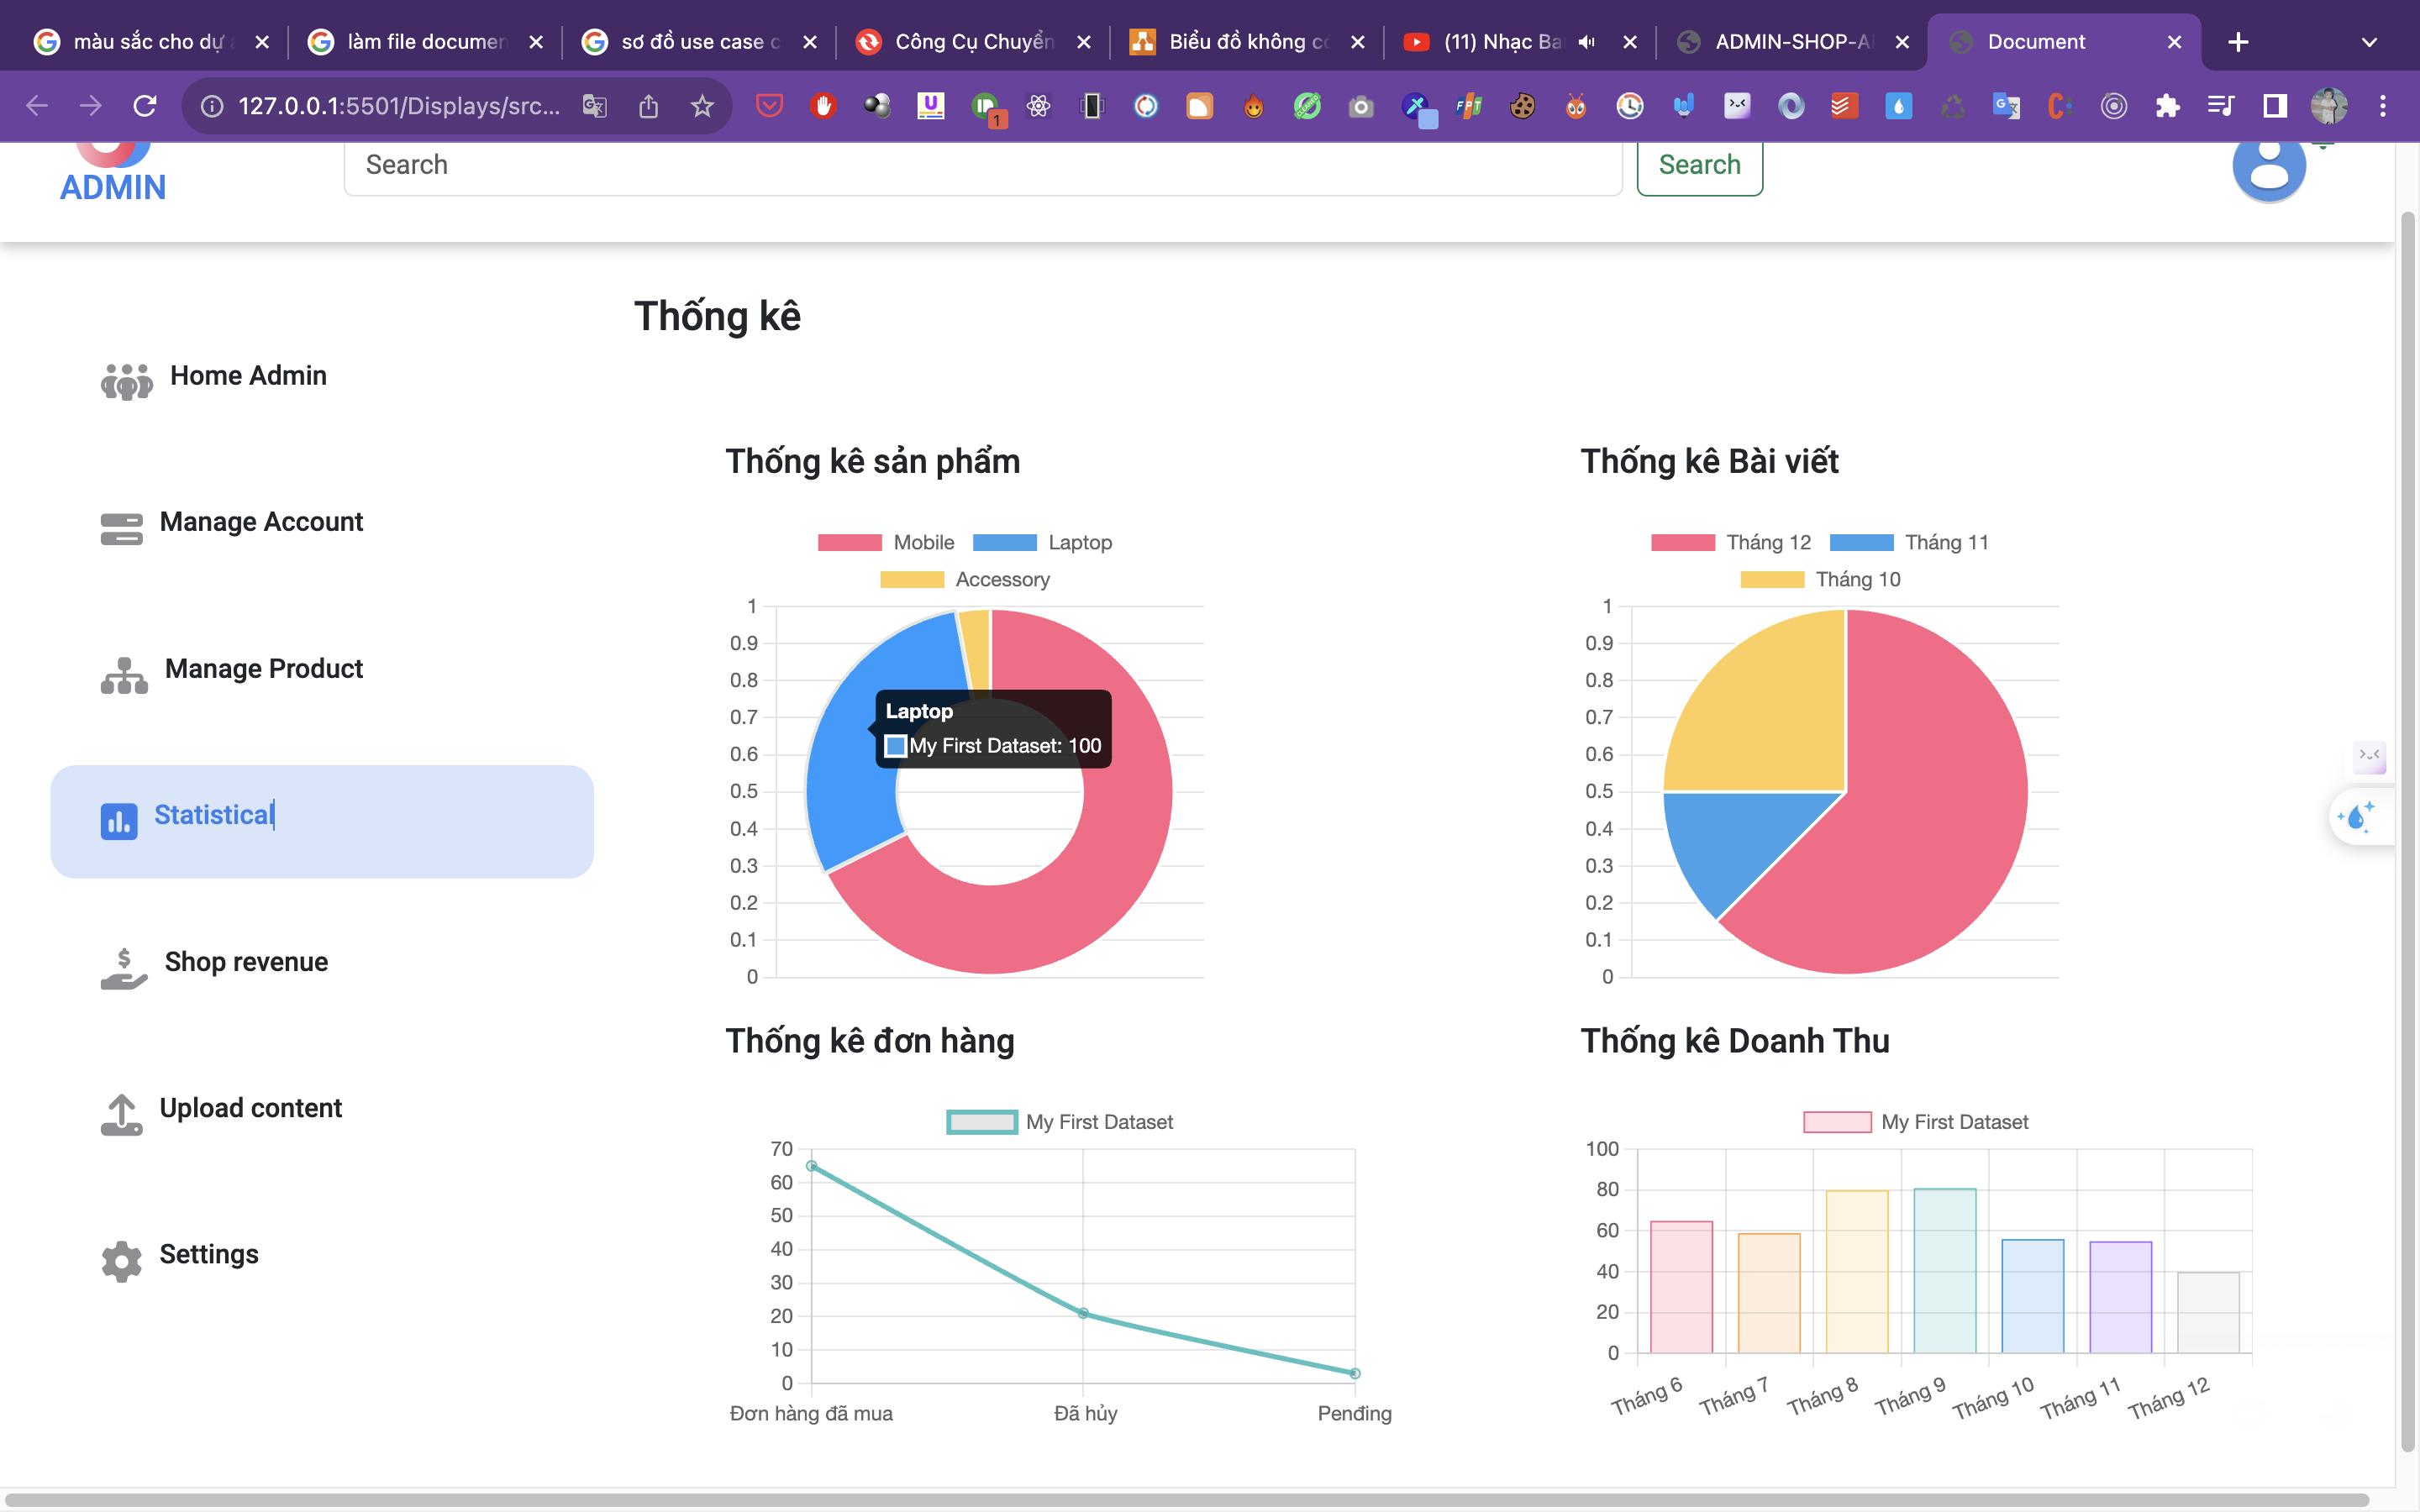 màu sắc cho dự
làm file documen
sơ đồ use case c
Công Cụ Chuyển
Biểu đồ không có
(11) Nhạc Ba
ADMIN-SHOP-A
Document
127.0.0.1:5501/Displays/src...
1
FPT
ADMIN
Search
Search
Thống kê
Home Admin
Manage Account
Manage Product
Statistical
Shop revenue
Upload content
Settings
Thống kê sản phẩm
Mobile
Laptop
Accessory
1
0.9
0.8
0.7
0.6
0.5
0.4
0.3
0.2
0.1
0
Laptop
My First Dataset: 100
Thống kê Bài viết
Tháng 12
Tháng 11
Tháng 10
1
0.9
0.8
0.7
0.6
0.5
0.4
0.3
0.2
0.1
0
Thống kê đơn hàng
My First Dataset
70
60
50
40
30
20
10
0
Đơn hàng đã mua
Đã hủy
Pending
Thống kê Doanh Thu
My First Dataset
100
80
60
40
20
0
Tháng 6
Tháng 7
Tháng 8
Tháng 9
Tháng 10
Tháng 11
Tháng 12